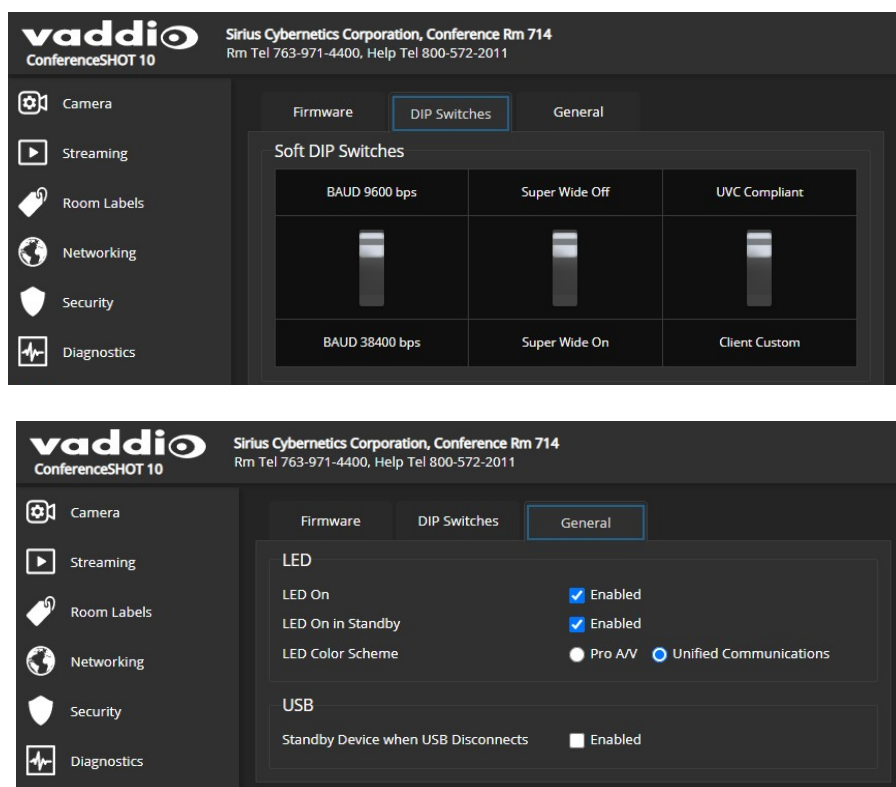 vaddio
ConferenceSHOT 10
Sirius Cybernetics Corporation, Conference Rm 714
Rm Tel 763-971-4400, Help Tel 800-572-2011
Camera
Streaming
Room Labels
Networking
Security
Diagnostics
Firmware DIP Switches General
Soft DIP Switches
BAUD 9600 bps Super Wide Off UVC Compliant
BAUD 38400 bps Super Wide On Client Custom
vaddio
ConferenceSHOT 10
Sirius Cybernetics Corporation, Conference Rm 714
Rm Tel 763-971-4400, Help Tel 800-572-2011
Camera
Streaming
Room Labels
Networking
Security
Diagnostics
Firmware DIP Switches General
LED
LED On Enabled
LED On in Standby Enabled
LED Color Scheme Pro A/V Unified Communications
USB
Standby Device when USB Disconnects Enabled